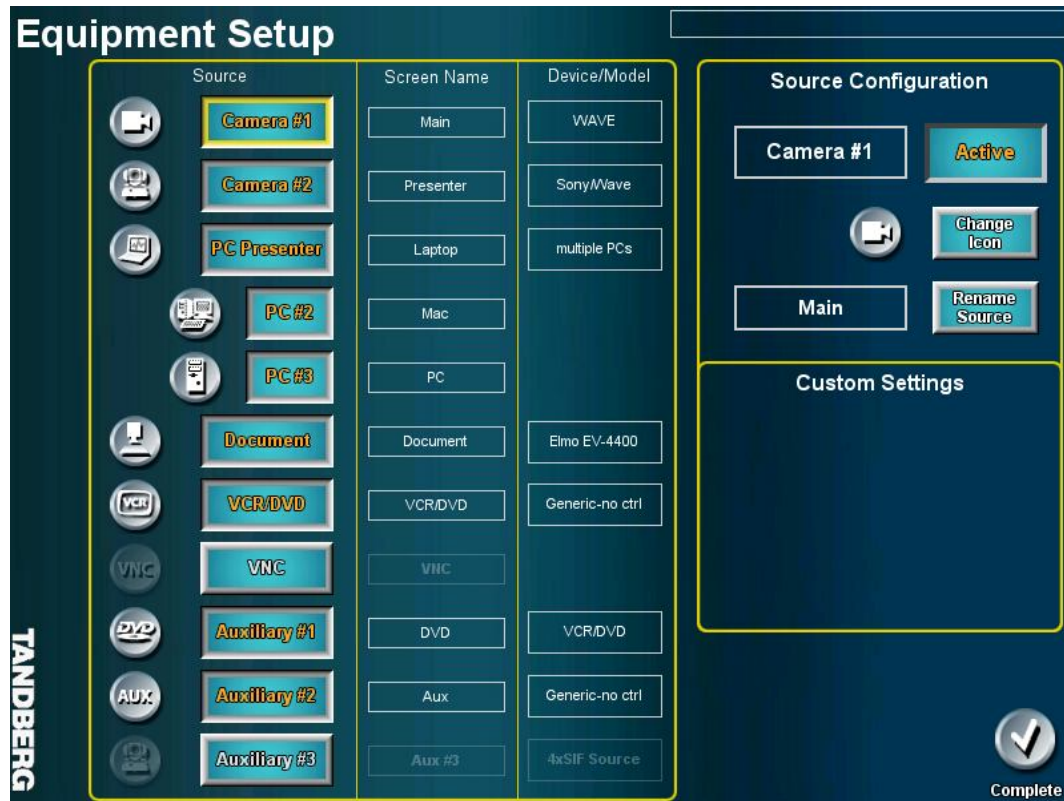 Equipment Setup
Source
Screen Name
Device/Model
Camera #1
Main
WAVE
Camera #2
Presenter
Sony/Wave
PC Presenter
Laptop
multiple PCs
PC #2
Mac
PC #3
PC
Document
Document
Elmo EV-4400
VCR
VCR/DVD
VCR/DVD
Generic-no ctrl
VNC
VNC
VNC
DVD
Auxiliary #1
DVD
VCR/DVD
AUX
Auxiliary #2
Aux
Generic-no ctrl
Auxiliary #3
Aux #3
4xSIF Source
Source Configuration
Camera #1
Active
Change
Icon
Main
Rename
Source
Custom Settings
Complete
TANDBERG